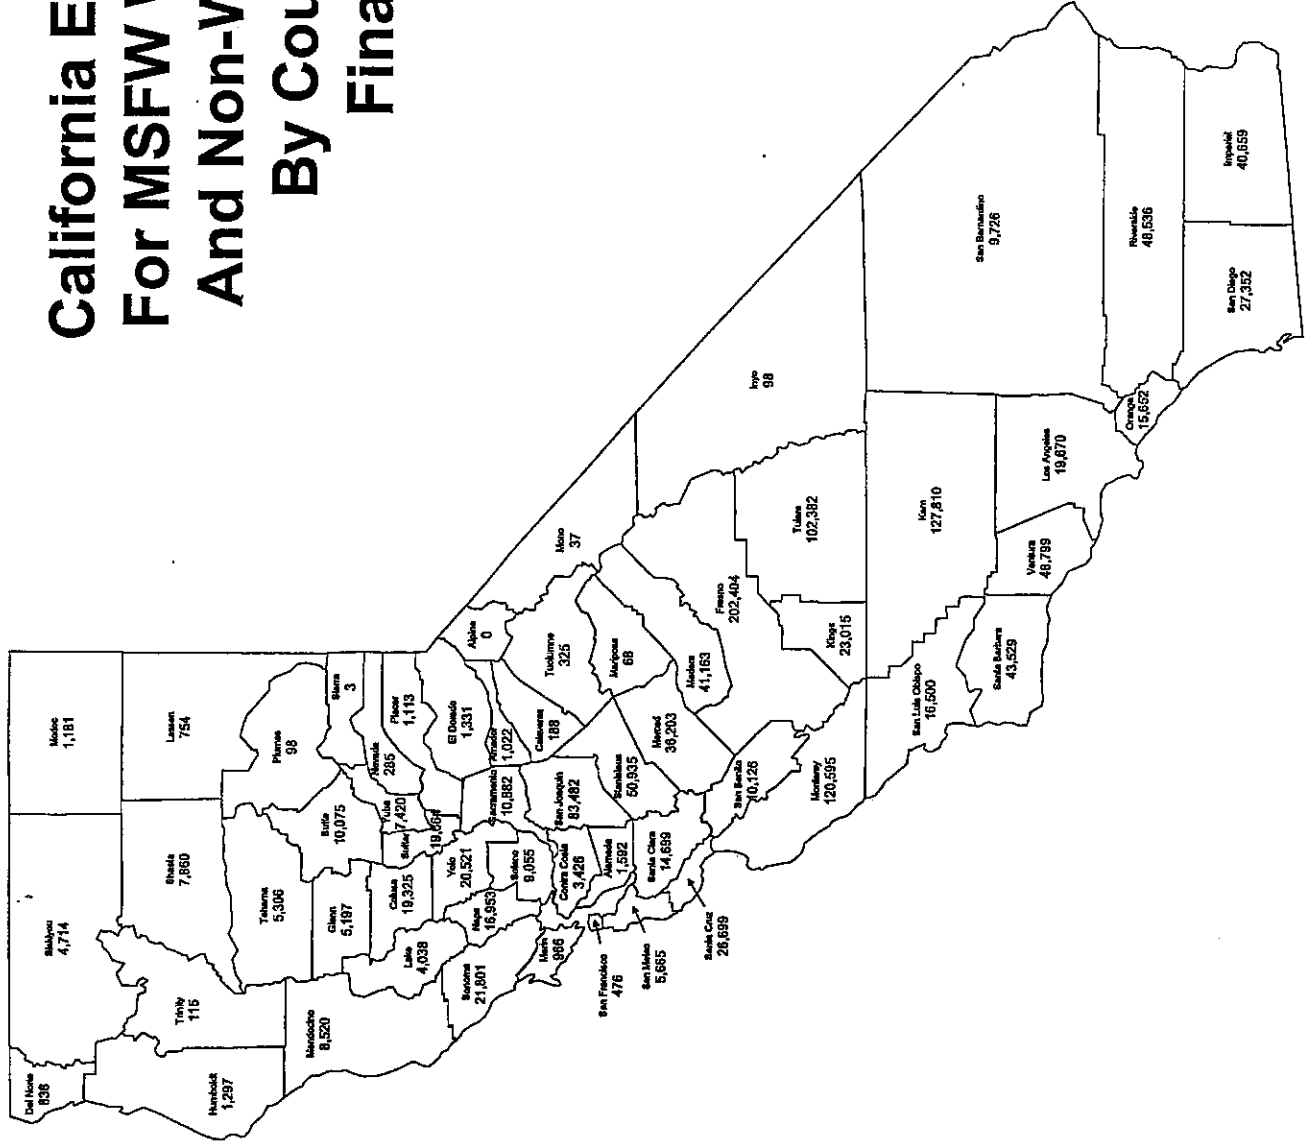 California E
For MSFW
And Non-W
By Cou
Fina
Del Norte
836
Siskiyou
4,714
Modoc
1,181
Humboldt
1,297
Trinity
115
Shasta
7,860
Lassen
754
Tehama
5,306
Plumas
98
Mendocino
8,520
Glenn
5,197
Butte
10,075
Sierra
3
Lake
4,038
Colusa
19,325
Sutter
19,564
Yuba
7,420
Nevada
285
Placer
1,113
Sonoma
21,801
Napa
16,953
Yolo
20,521
El Dorado
1,331
Marin
966
Solano
9,055
Sacramento
10,882
Amador
1,022
Alpine
0
San Francisco
476
Contra Costa
3,426
San Joaquin
83,482
Calaveras
188
Tuolumne
325
Mono
37
San Mateo
5,665
Alameda
1,592
Santa Clara
14,699
Stanislaus
50,935
Mariposa
68
Santa Cruz
26,699
Merced
36,203
Madera
41,163
San Benito
10,126
Monterey
120,595
Fresno
202,404
Kings
23,015
Tulare
102,382
Inyo
98
San Luis Obispo
16,500
Kern
127,810
San Bernardino
9,726
Santa Barbara
43,529
Ventura
48,799
Los Angeles
19,670
Orange
15,652
Riverside
48,536
San Diego
27,352
Imperial
40,659